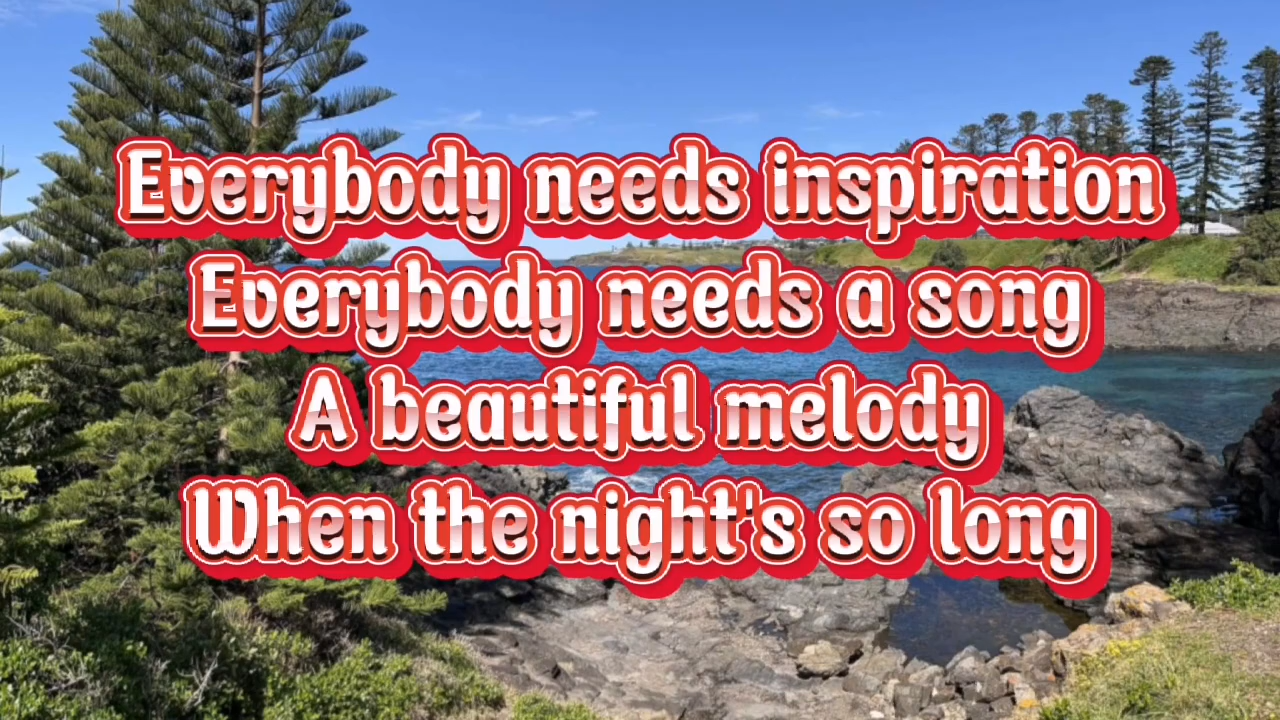 Everybody needs inspiration
Everybody needs a song
A beautiful melody
When the night's so long